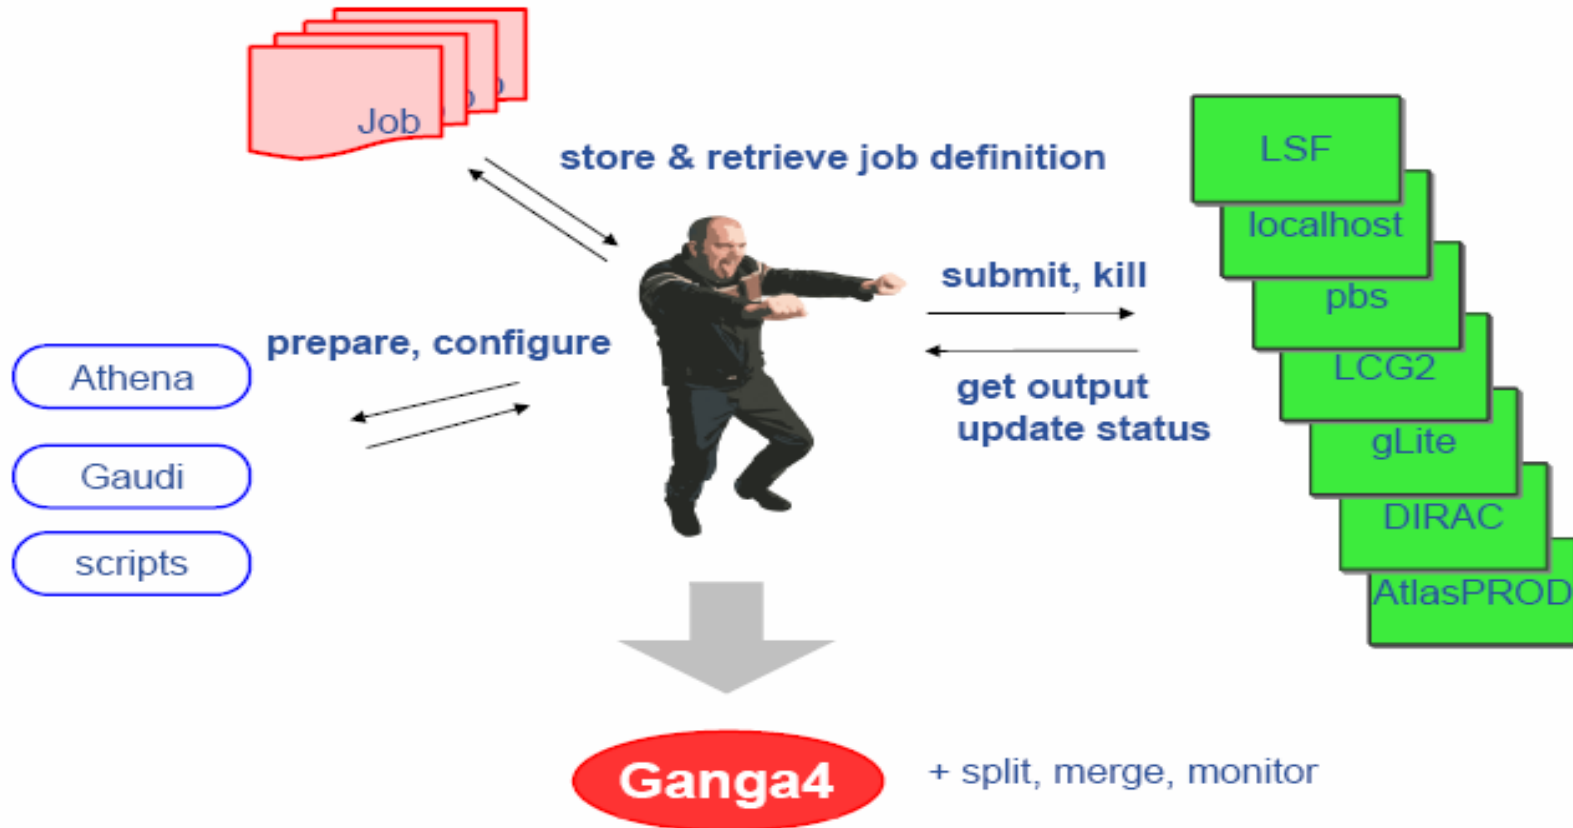 Job
store & retrieve job definition
LSF
localhost
submit, kill
pbs
prepare, configure
Athena
LCG2
get output
update status
gLite
Gaudi
DIRAC
scripts
AtlasPROD
Ganga4
+ split, merge, monitor